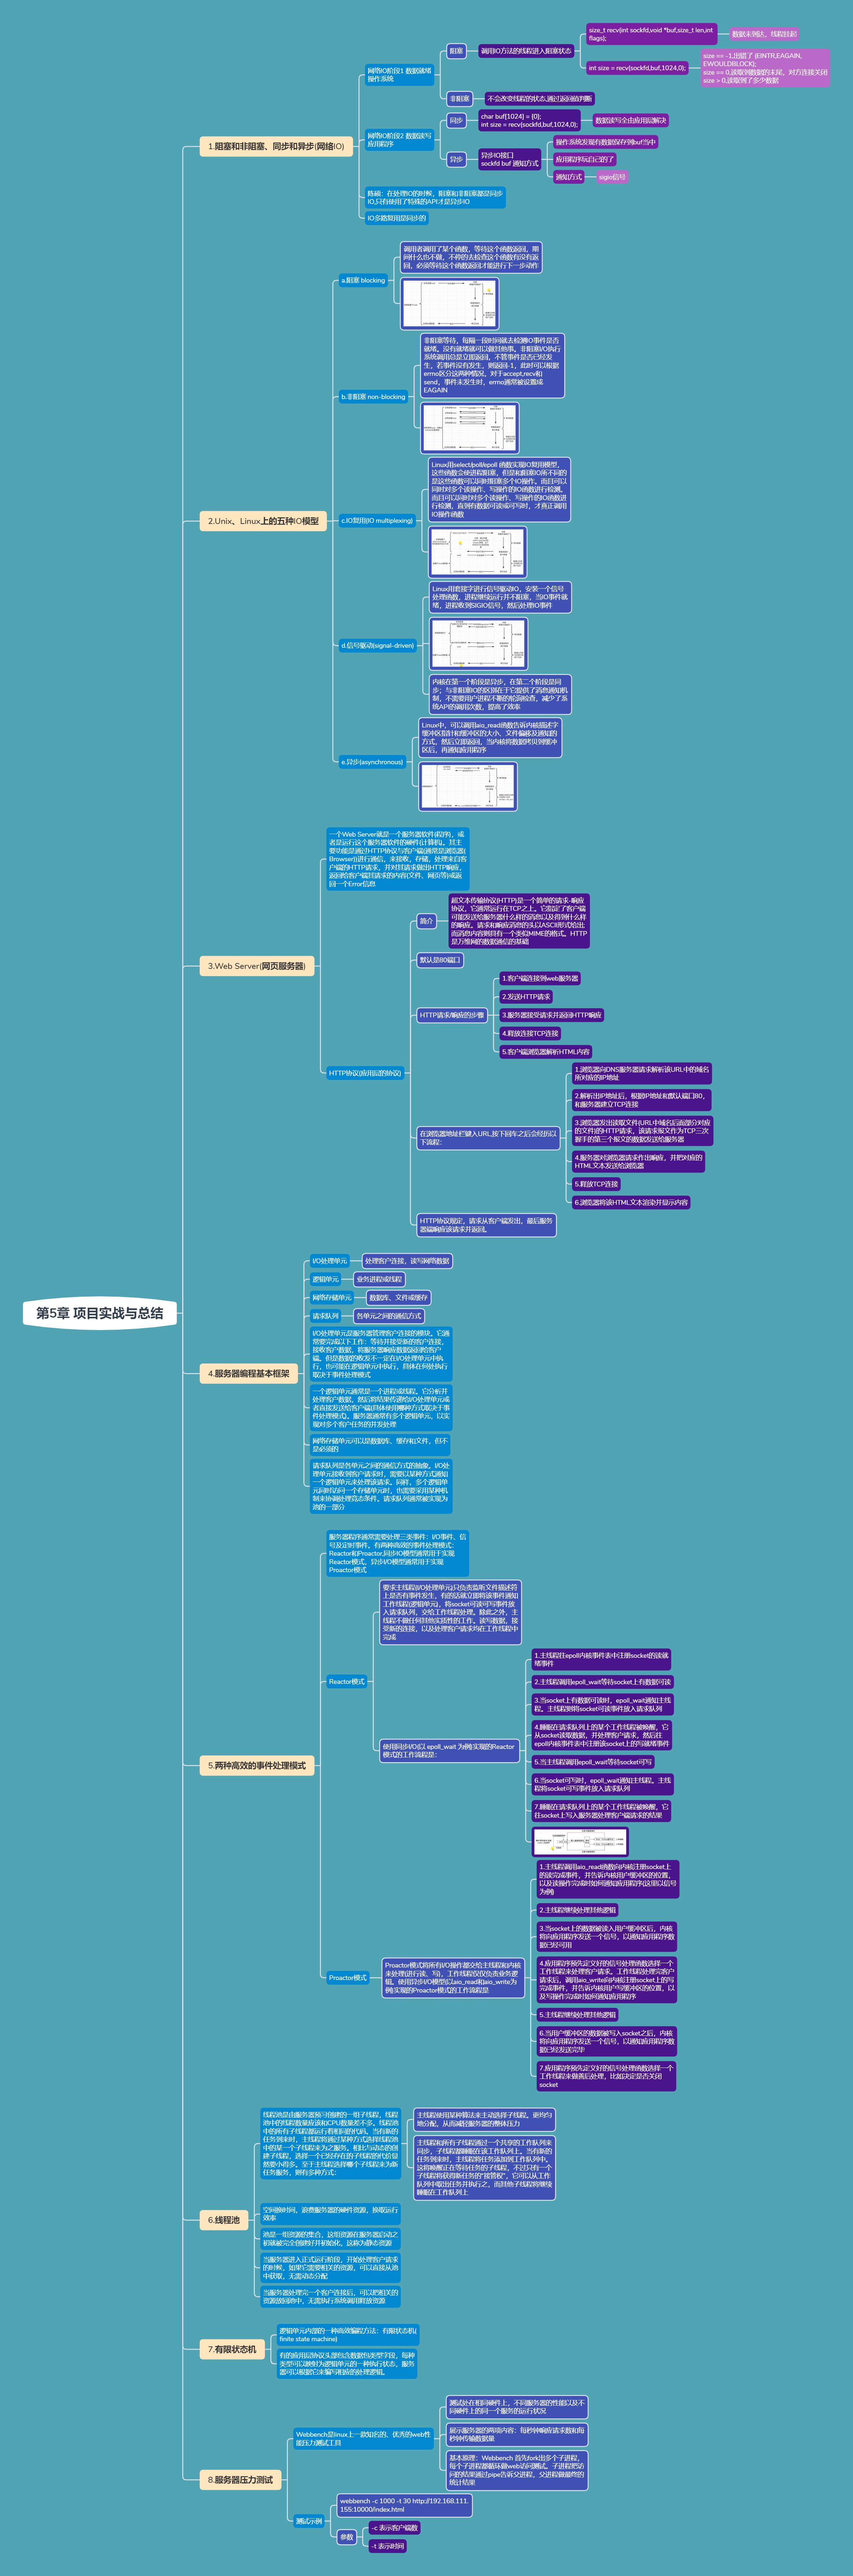 第5章 项目实战与总结
1.阻塞和非阻塞、同步和异步(网络IO)
网络IO阶段1 数据就绪
操作系统
阻塞
调用IO方法的线程进入阻塞状态
size_t recv(int sockfd,void *buf,size_t len,int
flags);
数据未到达，线程挂起
int size = recv(sockfd,buf,1024,0);
size == -1,出错了 (EINTR,EAGAIN,
EWOULDBLOCK);
size == 0,读取到数据的末尾，对方连接关闭
size > 0,读取到了多少数据
非阻塞
不会改变线程的状态,通过返回值判断
网络IO阶段2 数据读写
应用程序
同步
char buf[1024] = {0};
int size = recv(sockfd,buf,1024,0);
数据读写全由应用层解决
异步
异步IO接口
sockfd buf 通知方式
操作系统发现有数据保存到buf当中
应用程序玩自己的了
通知方式
sigio信号
陈硕：在处理IO的时候，阻塞和非阻塞都是同步
IO,只有使用了特殊的API才是异步IO
IO多路复用是同步的
2.Unix、Linux上的五种IO模型
a.阻塞 blocking
调用者调用了某个函数，等待这个函数返回，期
间什么也不做，不停的去检查这个函数有没有返
回，必须等待这个函数返回才能进行下一步动作
b.非阻塞 non-blocking
非阻塞等待，每隔一段时间就去检测IO事件是否
就绪。没有就绪就可以做其他事。非阻塞I/O执行
系统调用总是立即返回，不管事件是否已经发
生，若事件没有发生，则返回-1，此时可以根据
errno区分这两种情况，对于accept,recv和
send，事件未发生时，errno通常被设置成
EAGAIN
c.IO复用(IO multiplexing)
Linux用select/poll/epoll 函数实现IO复用模型，
这些函数会使进程阻塞，但是和阻塞IO所不同的
是这些函数可以同时阻塞多个IO操作。而且可以
同时对多个读操作、写操作的IO函数进行检测。
而且可以同时对多个读操作、写操作的IO函数进
行检测，直到有数据可读或可写时，才真正调用
IO操作函数
d.信号驱动(signal-driven)
Linux用套接字进行信号驱动IO，安装一个信号
处理函数，进程继续运行并不阻塞，当IO事件就
绪，进程收到SIGIO信号，然后处理IO事件
内核在第一个阶段是异步，在第二个阶段是同
步；与非阻塞IO的区别在于它提供了消息通知机
制，不需要用户进程不断的轮询检查，减少了系
统API的调用次数，提高了效率
e.异步(asynchronous)
Linux中，可以调用aio_read函数告诉内核描述字
缓冲区指针和缓冲区的大小、文件偏移及通知的
方式，然后立即返回，当内核将数据拷贝到缓冲
区后，再通知应用程序
3.Web Server(网页服务器)
一个Web Server就是一个服务器软件(程序)，或
者是运行这个服务器软件的硬件(计算机)。其主
要功能是通过HTTP协议与客户端(通常是浏览器(
Browser))进行通信，来接收，存储，处理来自客
户端的HTTP请求，并对其请求做出HTTP响应，
返回给客户端其请求的内容(文件、网页等)或返
回一个Error信息
HTTP协议(应用层的协议)
简介
超文本传输协议(HTTP)是一个简单的请求-响应
协议，它通常运行在TCP之上。它指定了客户端
可能发送给服务器什么样的消息以及得到什么样
的响应。请求和响应消息的头以ASCII形式给出;
而消息内容则具有一个类似MIME的格式。HTTP
是万维网的数据通信的基础
默认是80端口
HTTP请求/响应的步骤
1.客户端连接到web服务器
2.发送HTTP请求
3.服务器接受请求并返回HTTP响应
4.释放连接TCP连接
5.客户端浏览器解析HTML内容
在浏览器地址栏键入URL,按下回车之后会经历以
下流程：
1.浏览器向DNS服务器请求解析该URL中的域名
所对应的IP地址
2.解析出IP地址后，根据IP地址和默认端口80，
和服务器建立TCP连接
3.浏览器发出读取文件(URL中域名后面部分对应
的文件)的HTTP请求，该请求报文作为TCP三次
握手的第三个报文的数据发送给服务器
4.服务器对浏览器请求作出响应，并把对应的
HTML文本发送给浏览器
5.释放TCP连接
6.浏览器将该HTML文本渲染并显示内容
HTTP协议规定，请求从客户端发出，最后服务
器端响应该请求并返回。
4.服务器编程基本框架
I/O处理单元
处理客户连接，读写网络数据
逻辑单元
业务进程或线程
网络存储单元
数据库、文件或缓存
请求队列
各单元之间的通信方式
I/O处理单元是服务器管理客户连接的模块。它通
常要完成以下工作：等待并接受新的客户连接，
接收客户数据，将服务器响应数据返回给客户
端。但是数据的收发不一定在I/O处理单元中执
行，也可能在逻辑单元中执行，具体在何处执行
取决于事件处理模式
一个逻辑单元通常是一个进程或线程。它分析并
处理客户数据，然后将结果传递给I/O处理单元或
者直接发送给客户端(具体使用哪种方式取决于事
件处理模式)。服务器通常有多个逻辑单元，以实
现对多个客户任务的并发处理
网络存储单元可以是数据库、缓存和文件，但不
是必须的
请求队列是各单元之间的通信方式的抽象。I/O处
理单元接收到客户请求时，需要以某种方式通知
一个逻辑单元来处理该请求。同样，多个逻辑单
元同时访问一个存储单元时，也需要采用某种机
制来协调处理竞态条件。请求队列通常被实现为
池的一部分
5.两种高效的事件处理模式
服务器程序通常需要处理三类事件：I/O事件、信
号及定时事件。有两种高效的事件处理模式：
Reactor和Proactor,同步IO模型通常用于实现
Reactor模式，异步I/O模型通常用于实现
Proactor模式
Reactor模式
要求主线程(I/O处理单元)只负责监听文件描述符
上是否有事件发生，有的话就立即将该事件通知
工作线程(逻辑单元)，将socket可读可写事件放
入请求队列，交给工作线程处理。除此之外，主
线程不做任何其他实质性的工作。读写数据，接
受新的连接，以及处理客户请求均在工作线程中
完成
使用同步I/O(以 epoll_wait 为例)实现的Reactor
模式的工作流程是：
1.主线程往epoll内核事件表中注册socket的读就
绪事件
2.主线程调用epoll_wait等待socket上有数据可读
3.当socket上有数据可读时，epoll_wait通知主线
程。主线程则将socket可读事件放入请求队列
4.睡眠在请求队列上的某个工作线程被唤醒，它
从socket读取数据，并处理客户请求，然后往
epoll内核事件表中注册该socket上的写就绪事件
5.当主线程调用epoll_wait等待socket可写
6.当socket可写时，epoll_wait通知主线程。主线
程将socket可写事件放入请求队列
7.睡眠在请求队列上的某个工作线程被唤醒，它
往socket上写入服务器处理客户端请求的结果
Proactor模式
Proactor模式将所有I/O操作都交给主线程和内核
来处理(进行读、写)，工作线程仅仅负责业务逻
辑。使用异步I/O模型(以aio_read和aio_write为
例)实现的Proactor模式的工作流程是
1.主线程调用aio_read函数向内核注册socket上
的读完成事件，并告诉内核用户缓冲区的位置，
以及读操作完成时如何通知应用程序(这里以信号
为例)
2.主线程继续处理其他逻辑
3.当socket上的数据被读入用户缓冲区后，内核
将向应用程序发送一个信号，以通知应用程序数
据已经可用
4.应用程序预先定义好的信号处理函数选择一个
工作线程来处理客户请求。工作线程处理完客户
请求后，调用aio_write向内核注册socket上的写
完成事件，并告诉内核用户写缓冲区的位置，以
及写操作完成时如何通知应用程序
5.主线程继续处理其他逻辑
6.当用户缓冲区的数据被写入socket之后，内核
将向应用程序发送一个信号，以通知应用程序数
据已经发送完毕
7.应用程序预先定义好的信号处理函数选择一个
工作线程来做善后处理，比如决定是否关闭
socket
6.线程池
线程池是由服务器预习创建的一组子线程，线程
池中的线程数量应该和CPU数量差不多。线程池
中的所有子线程都运行着相同的代码。当有新的
任务到来时，主线程将通过某种方式选择线程池
中的某一个子线程来为之服务。相比与动态的创
建子线程，选择一个已经存在的子线程的代价显
然要小得多。至于主线程选择哪个子线程来为新
任务服务，则有多种方式：
主线程使用某种算法来主动选择子线程。更均匀
地分配，从而减轻服务器的整体压力
主线程和所有子线程通过一个共享的工作队列来
同步，子线程都睡眠在该工作队列上。当有新的
任务到来时，主线程将任务添加到工作队列中。
这将唤醒正在等待任务的子线程，不过只有一个
子线程将获得新任务的“接管权”，它可以从工作
队列中取出任务并执行之，而其他子线程将继续
睡眠在工作队列上
空间换时间，浪费服务器的硬件资源，换取运行
效率
池是一组资源的集合，这组资源在服务器启动之
初就被完全创建好并初始化，这称为静态资源
当服务器进入正式运行阶段，开始处理客户请求
的时候，如果它需要相关的资源，可以直接从池
中获取，无需动态分配
当服务器处理完一个客户连接后，可以把相关的
资源放回池中，无需执行系统调用释放资源
7.有限状态机
逻辑单元内部的一种高效编程方法：有限状态机(
finite state machine)
有的应用层协议头部包含数据包类型字段，每种
类型可以映射为逻辑单元的一种执行状态，服务
器可以根据它来编写相应的处理逻辑。
8.服务器压力测试
Webbench是linux上一款知名的、优秀的web性
能压力测试工具
测试处在相同硬件上，不同服务器的性能以及不
同硬件上的同一个服务的运行状况
展示服务器的两项内容：每秒钟响应请求数和每
秒钟传输数据量
基本原理：Webbench 首先fork出多个子进程，
每个子进程都循环做web访问测试。子进程把访
问的结果通过pipe告诉父进程，父进程做最终的
统计结果
测试示例
webbench -c 1000 -t 30 http://192.168.111.
155:10000/index.html
参数
-c 表示客户端数
-t 表示时间